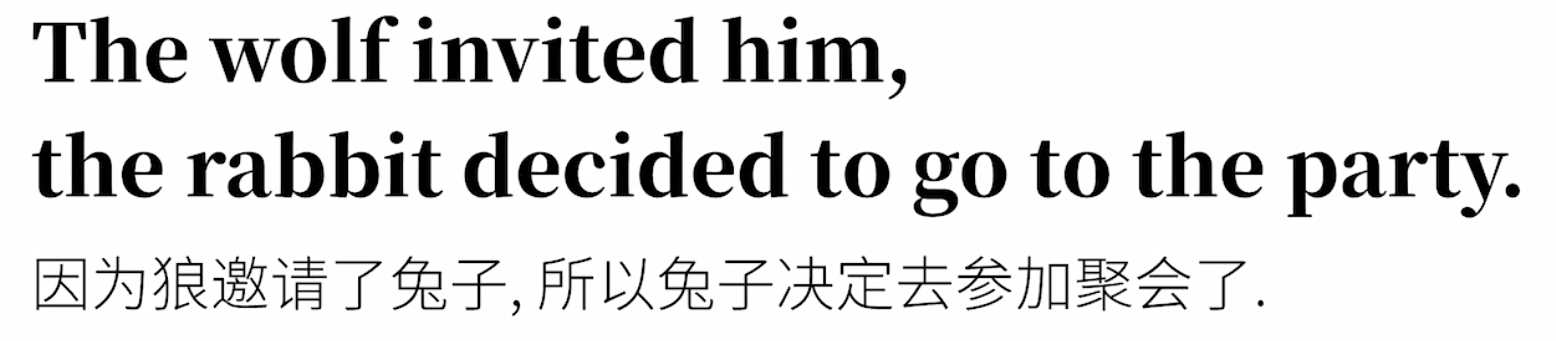 The wolf invited him,
the rabbit decided to go to the party.
因为狼邀请了兔子, 所以兔子决定去参加聚会了.